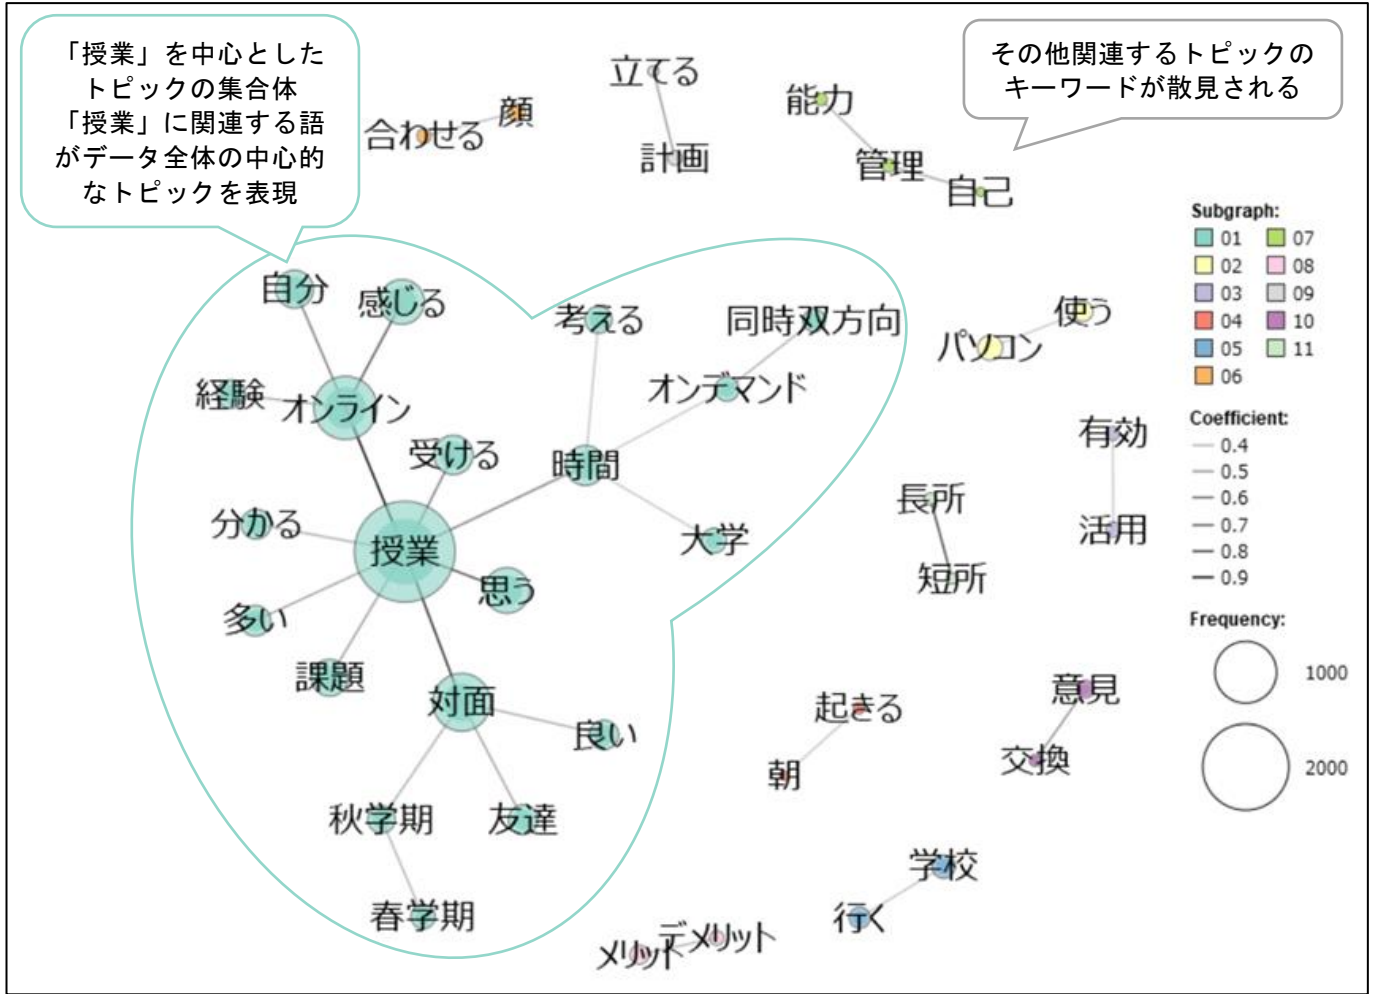 「授業」を中心とした
トピックの集合体
「授業」に関連する語
がデータ全体の中心的
なトピックを表現
その他関連するトピックの
キーワードが散見される
立てる
計画
顔
合わせる
能力
管理
自己
自分
感じる
経験
オンライン
考える
同時双方向
オンデマンド
受ける
時間
分かる
授業
大学
思う
多い
課題
対面
良い
秋学期
友達
春学期
使う
パソコン
有効
活用
長所
短所
起きる
朝
意見
交換
学校
行く
デメリット
メリット
Subgraph:
01 07
02 08
03 09
04 10
05 11
06
Coefficient:
0.4
0.5
0.6
0.7
0.8
0.9
Frequency:
1000
2000